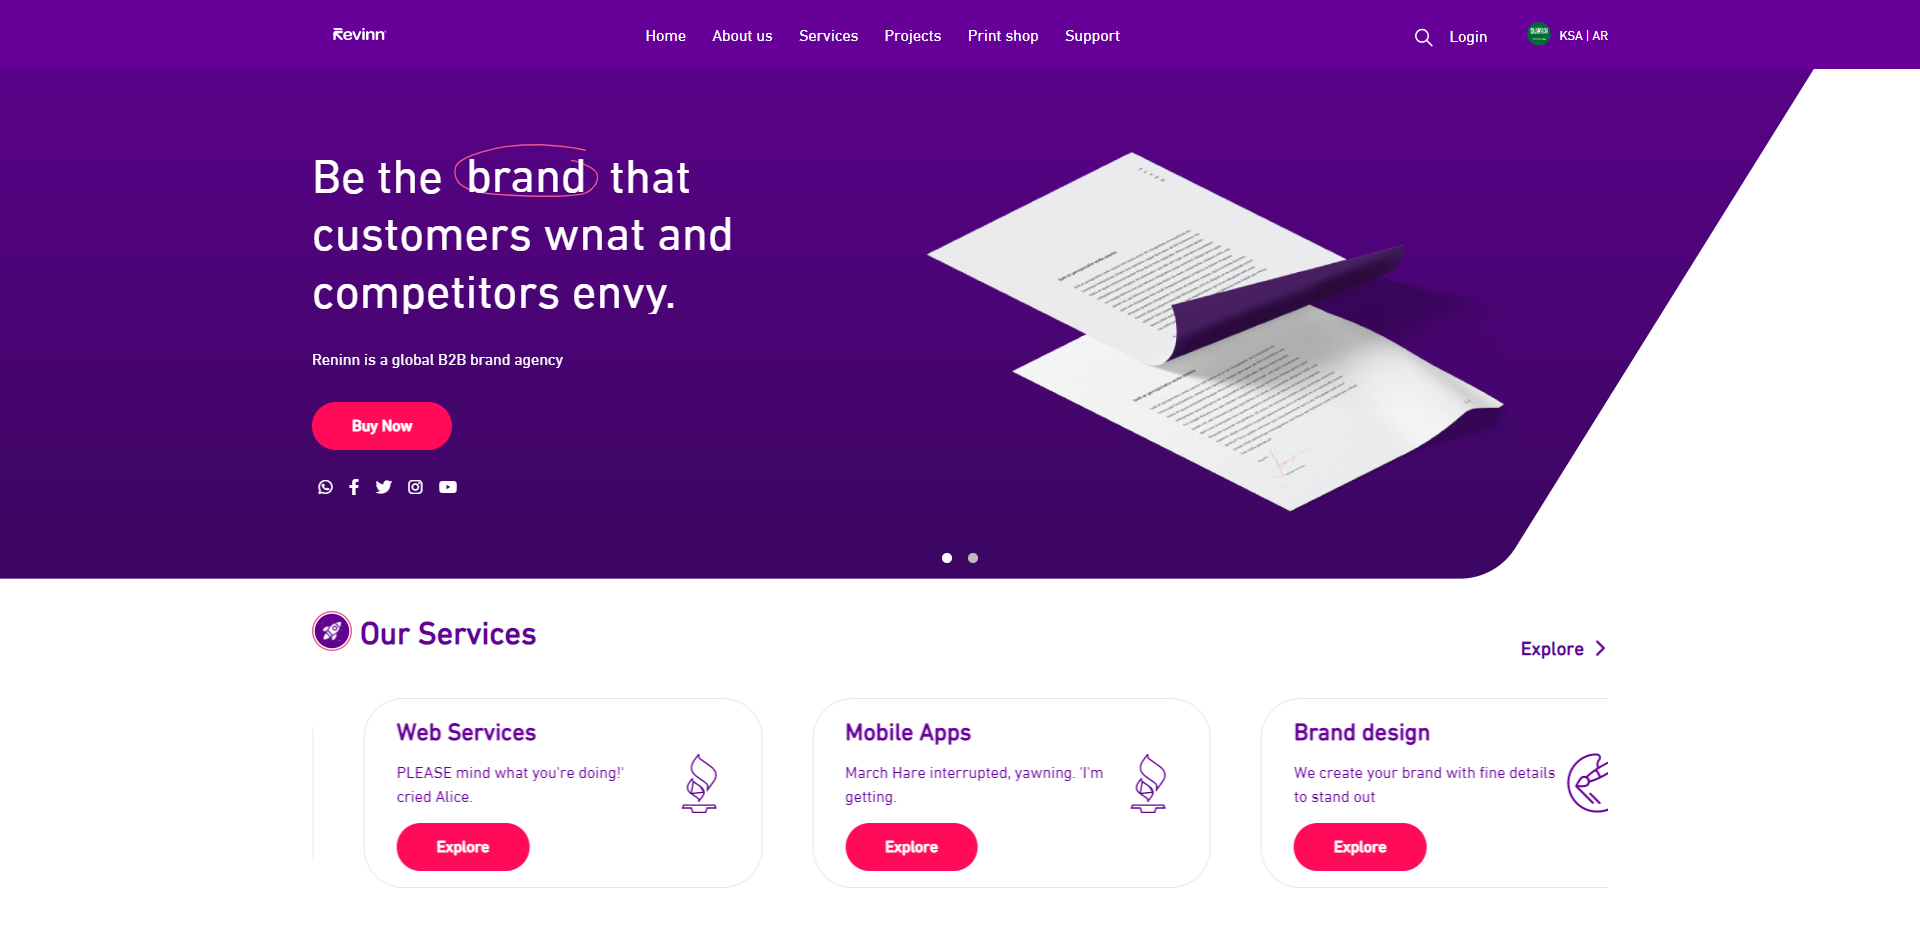 Revinn
Home About us Services Projects Print shop Support
Login
KSA | AR
Be the brand that
customers wnat and
competitors envy.
Reninn is a global B2B brand agency
Buy Now
FLYER
Our Services
Explore
Web Services
PLEASE mind what you're doing!'
cried Alice.
Explore
Mobile Apps
March Hare interrupted, yawning. 'I'm
getting.
Explore
Brand design
We create your brand with fine details
to stand out
Explore